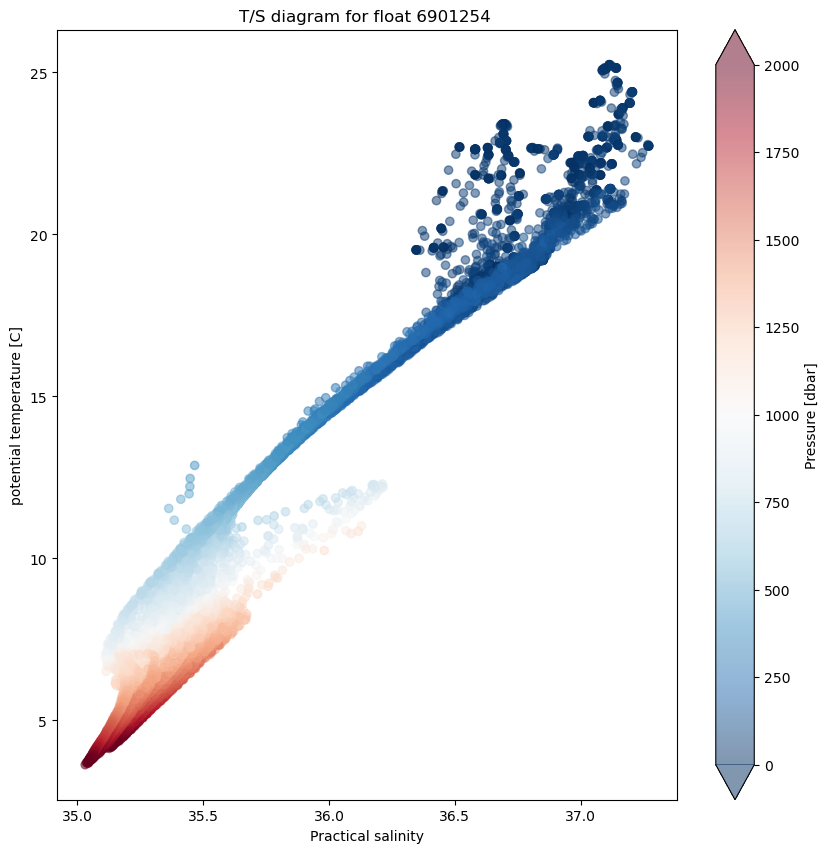 T/S diagram for float 6901254
25
20
15
10
5
potential temperature [C]
35.0 35.5 36.0 36.5 37.0
Practical salinity
2000
1750
1500
1250
1000
750
500
250
0
Pressure [dbar]